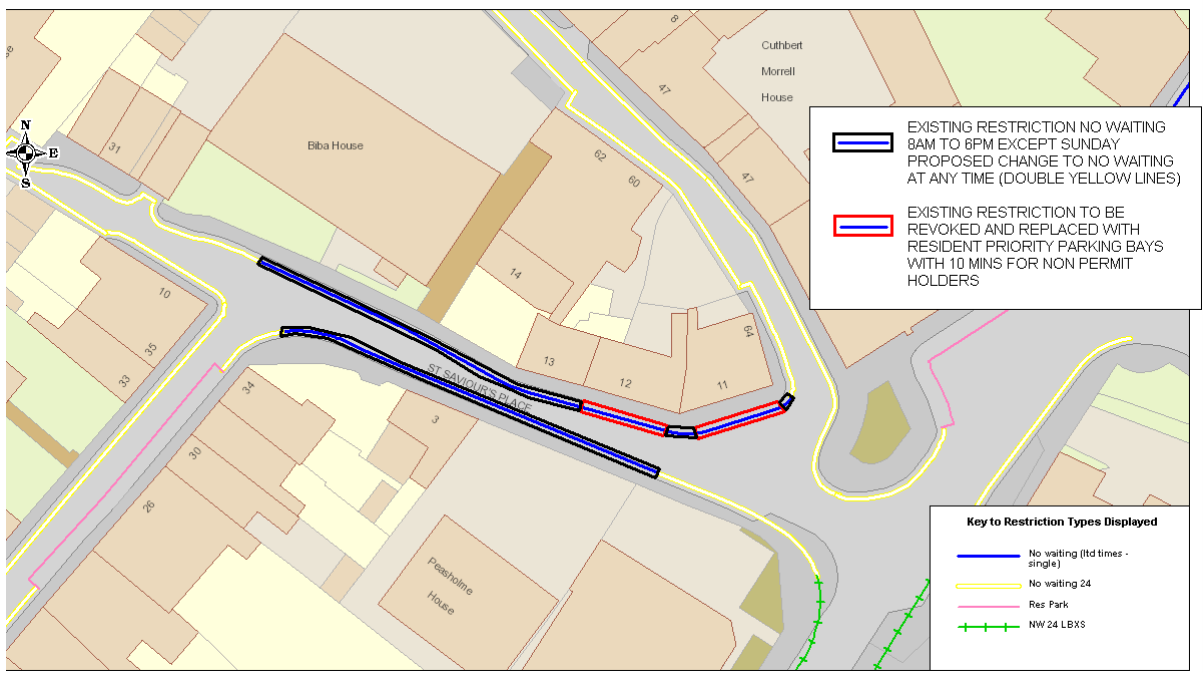 8
Cuthbert
Morrell
House
47
EXISTING RESTRICTION NO WAITING
8AM TO 6PM EXCEPT SUNDAY
PROPOSED CHANGE TO NO WAITING
AT ANY TIME (DOUBLE YELLOW LINES)
EXISTING RESTRICTION TO BE
REVOKED AND REPLACED WITH
RESIDENT PRIORITY PARKING BAYS
WITH 10 MINS FOR NON PERMIT
HOLDERS
N
E
S
31
Biba House
62
60
47
14
10
64
35
33
13
12
11
34
ST SAVIOUR'S PLACE
3
30
26
Peasholme
House
Key to Restriction Types Displayed
No waiting (ltd times -
single)
No waiting 24
Res Park
NW 24 LBXS